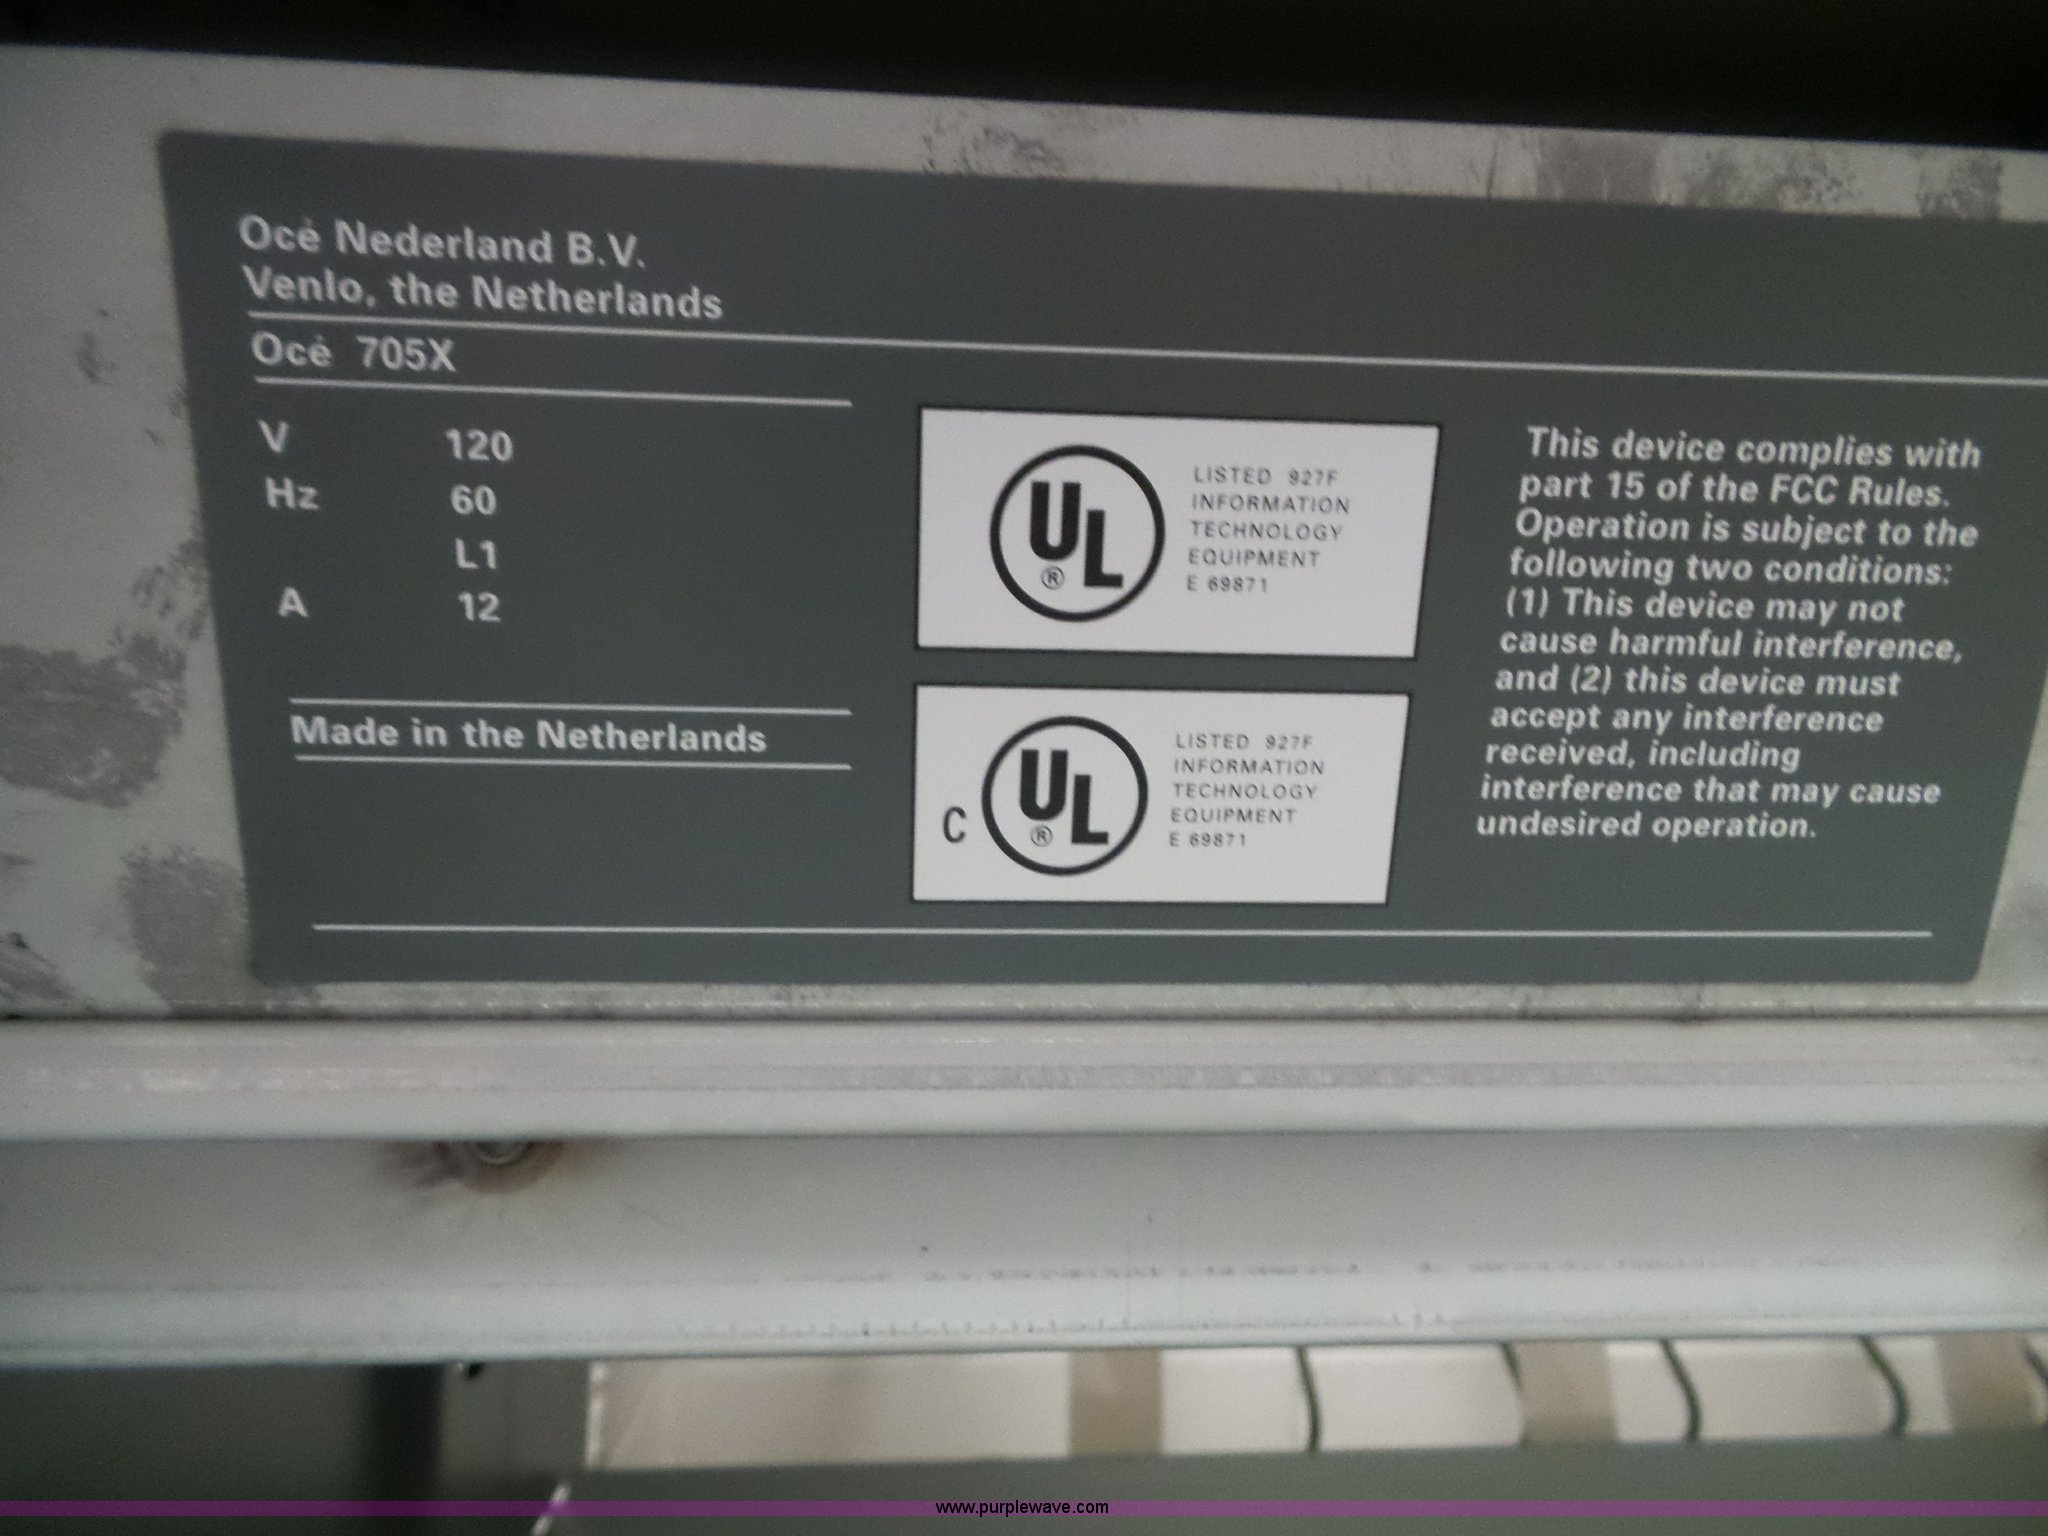 Océ Nederland B.V.
Venlo, the Netherlands
Océ 705X
V 120
Hz 60
L1
A 12
Made in the Netherlands
UL ®
LISTED 927F
INFORMATION
TECHNOLOGY
EQUIPMENT
E 69871
C UL ®
LISTED 927F
INFORMATION
TECHNOLOGY
EQUIPMENT
E 69871
This device complies with
part 15 of the FCC Rules.
Operation is subject to the
following two conditions:
(1) This device may not
cause harmful interference,
and (2) this device must
accept any interference
received, including
interference that may cause
undesired operation.
www.purplewave.com